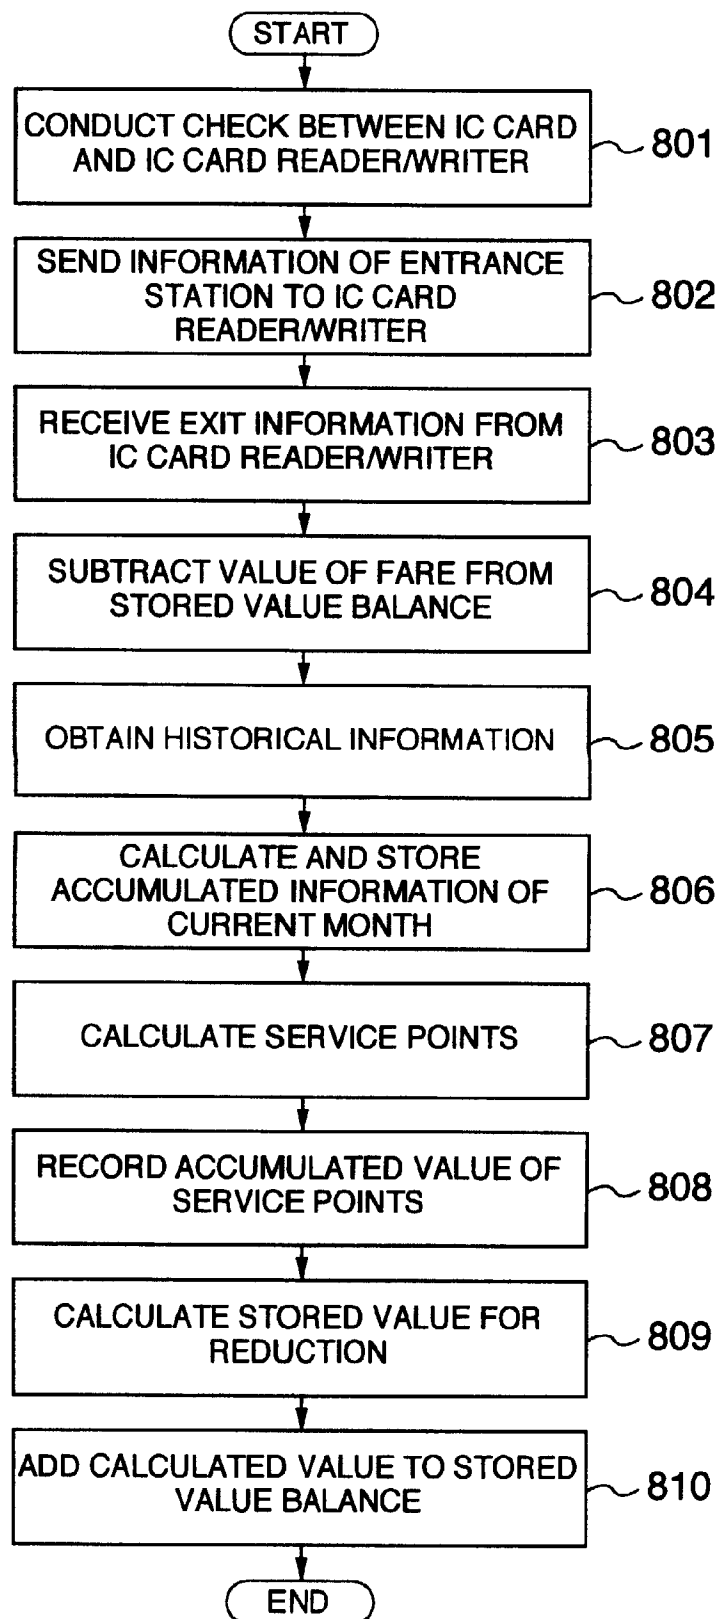 START
CONDUCT CHECK BETWEEN IC CARD
AND IC CARD READER/WRITER
801
SEND INFORMATION OF ENTRANCE
STATION TO IC CARD
READER/WRITER
802
RECEIVE EXIT INFORMATION FROM
IC CARD READER/WRITER
803
SUBTRACT VALUE OF FARE FROM
STORED VALUE BALANCE
804
OBTAIN HISTORICAL INFORMATION
805
CALCULATE AND STORE
ACCUMULATED INFORMATION OF
CURRENT MONTH
806
CALCULATE SERVICE POINTS
807
RECORD ACCUMULATED VALUE OF
SERVICE POINTS
808
CALCULATE STORED VALUE FOR
REDUCTION
809
ADD CALCULATED VALUE TO STORED
VALUE BALANCE
810
END